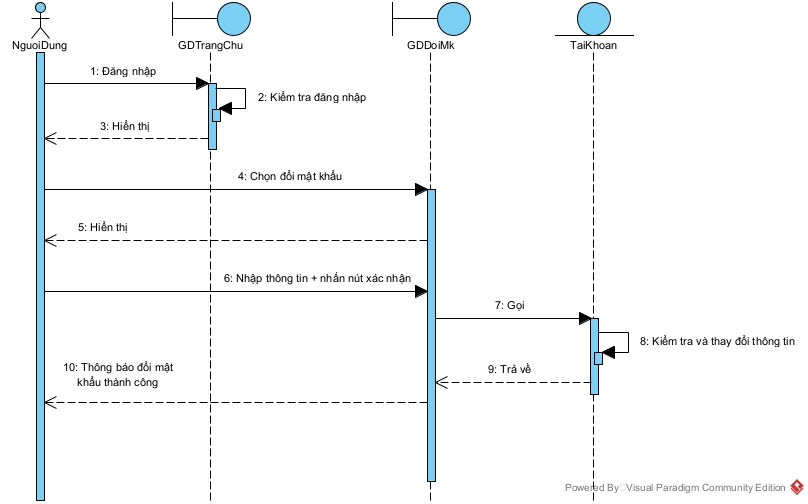 NguoiDung
GDTrangChu
GDDoiMk
TaiKhoan
1: Đăng nhập
2: Kiểm tra đăng nhập
3: Hiển thị
4: Chọn đổi mật khẩu
5: Hiển thị
6: Nhập thông tin + nhấn nút xác nhận
7: Gọi
8: Kiểm tra và thay đổi thông tin
9: Trả về
10: Thông báo đổi mật
khẩu thành công
Powered By Visual Paradigm Community Edition